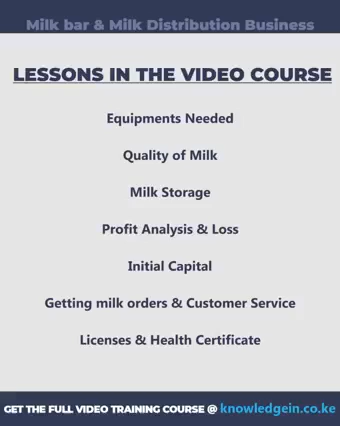 Milk bar & Milk Distribution Business
LESSONS IN THE VIDEO COURSE
Equipments Needed
Quality of Milk
Milk Storage
Profit Analysis & Loss
Initial Capital
Getting milk orders & Customer Service
Licenses & Health Certificate
GET THE FULL VIDEO TRAINING COURSE @ knowledgein.co.ke